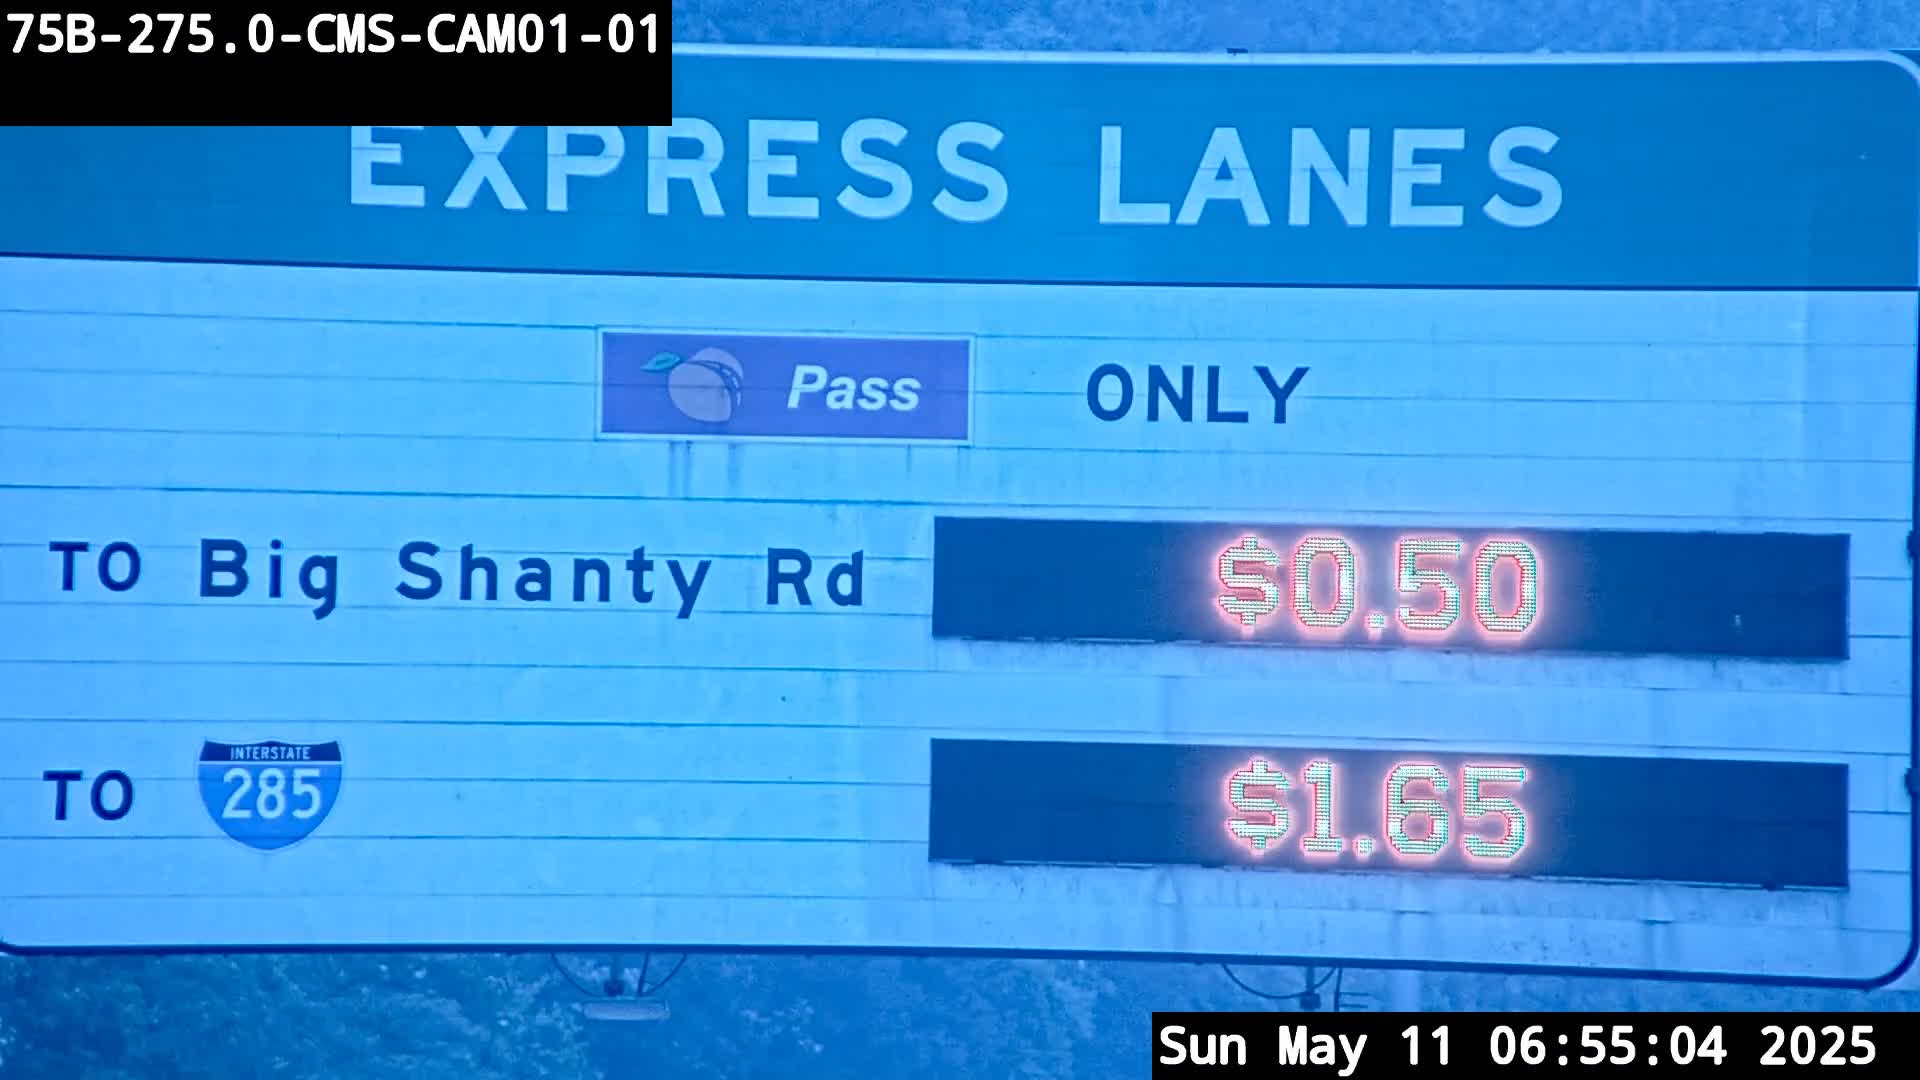 75B-275.0-CMS-CAM01-01
EXPRESS LANES
Pass ONLY
TO Big Shanty Rd $0.50
INTERSTATE
TO 285 $1.65
Sun May 11 06:55:04 2025